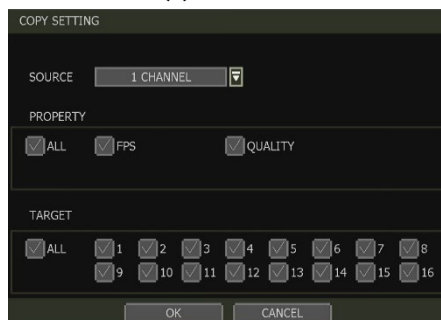 COPY SETTING
SOURCE 1 CHANNEL
PROPERTY
ALL FPS QUALITY
TARGET
ALL 1 2 3 4 5 6 7 8
9 10 11 12 13 14 15 16
OK CANCEL